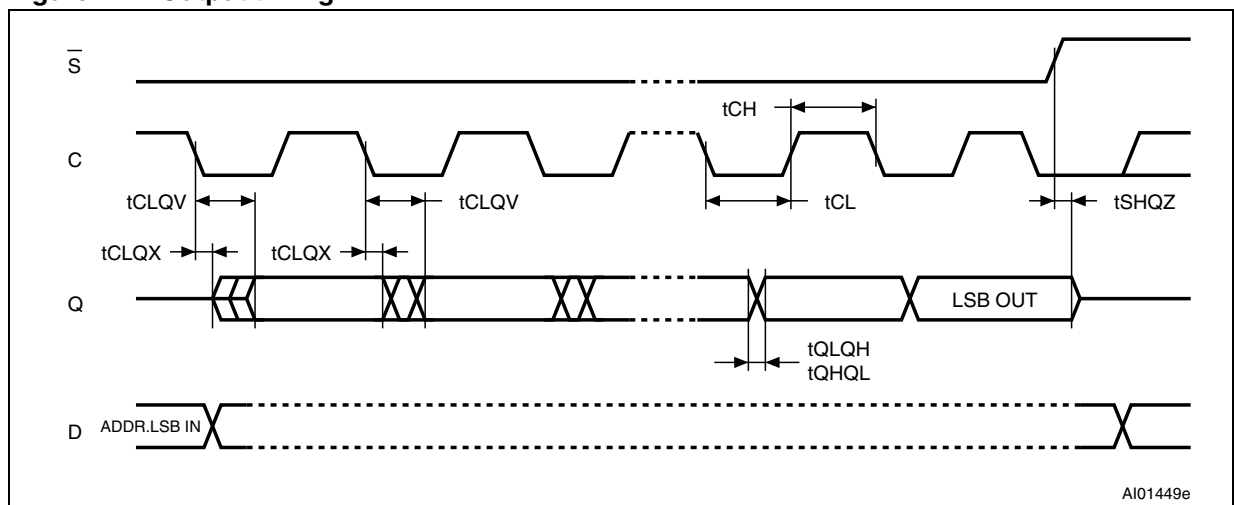 S
tCH
C
tCLQV
tCLQV
tCL
tSHQZ
tCLQX
tCLQX
Q
LSB OUT
tQLQH
tQHQL
D
ADDR.LSB IN
AI01449e